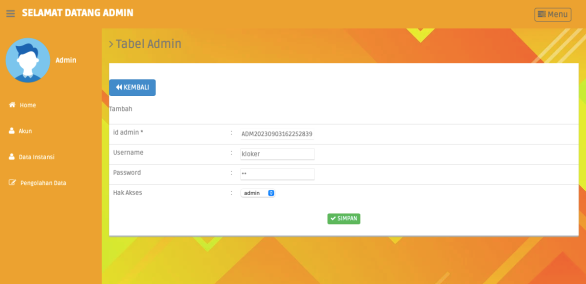 SELAMAT DATANG ADMIN
Menu
> Tabel Admin
Admin
KEMBALI
Tambah
Home
Akun
Data Instansi
Pengolahan Data
Id admin * : ADM20230903162252839
Username : kloker
Password : ••
Hak Akses : admin
SIMPAN